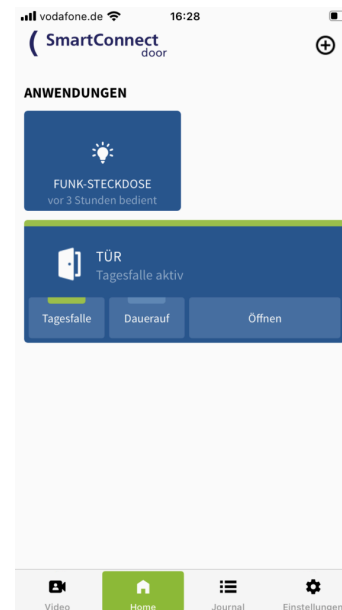 vodafone.de 16:28
SmartConnect
door
ANWENDUNGEN
FUNK-STECKDOSE
vor 3 Stunden bedient
TÜR
Tagesfalle aktiv
Tagesfalle Dauerauf Öffnen
Video Home Journal Einstellungen